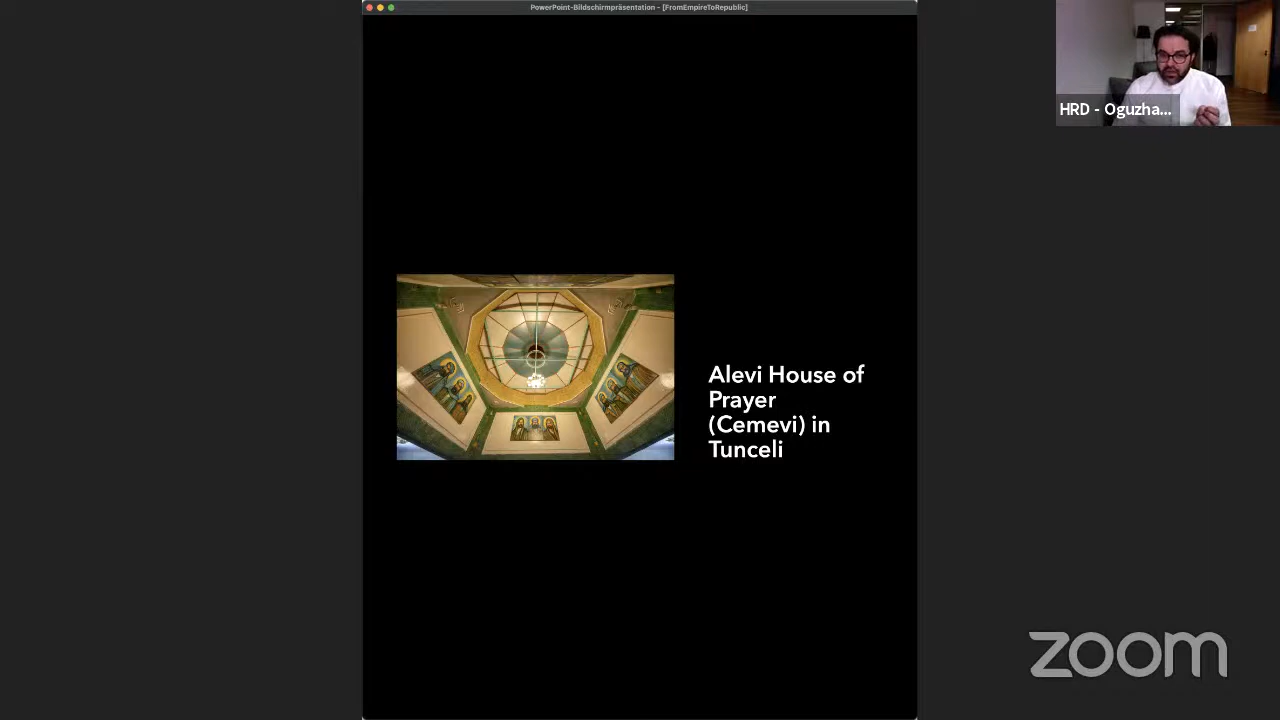 PowerPoint-Bildschirmpräsentation - [FromEmpireToRepublic]
HRD - Oguzha...
Alevi House of
Prayer
(Cemevi) in
Tunceli
zoom